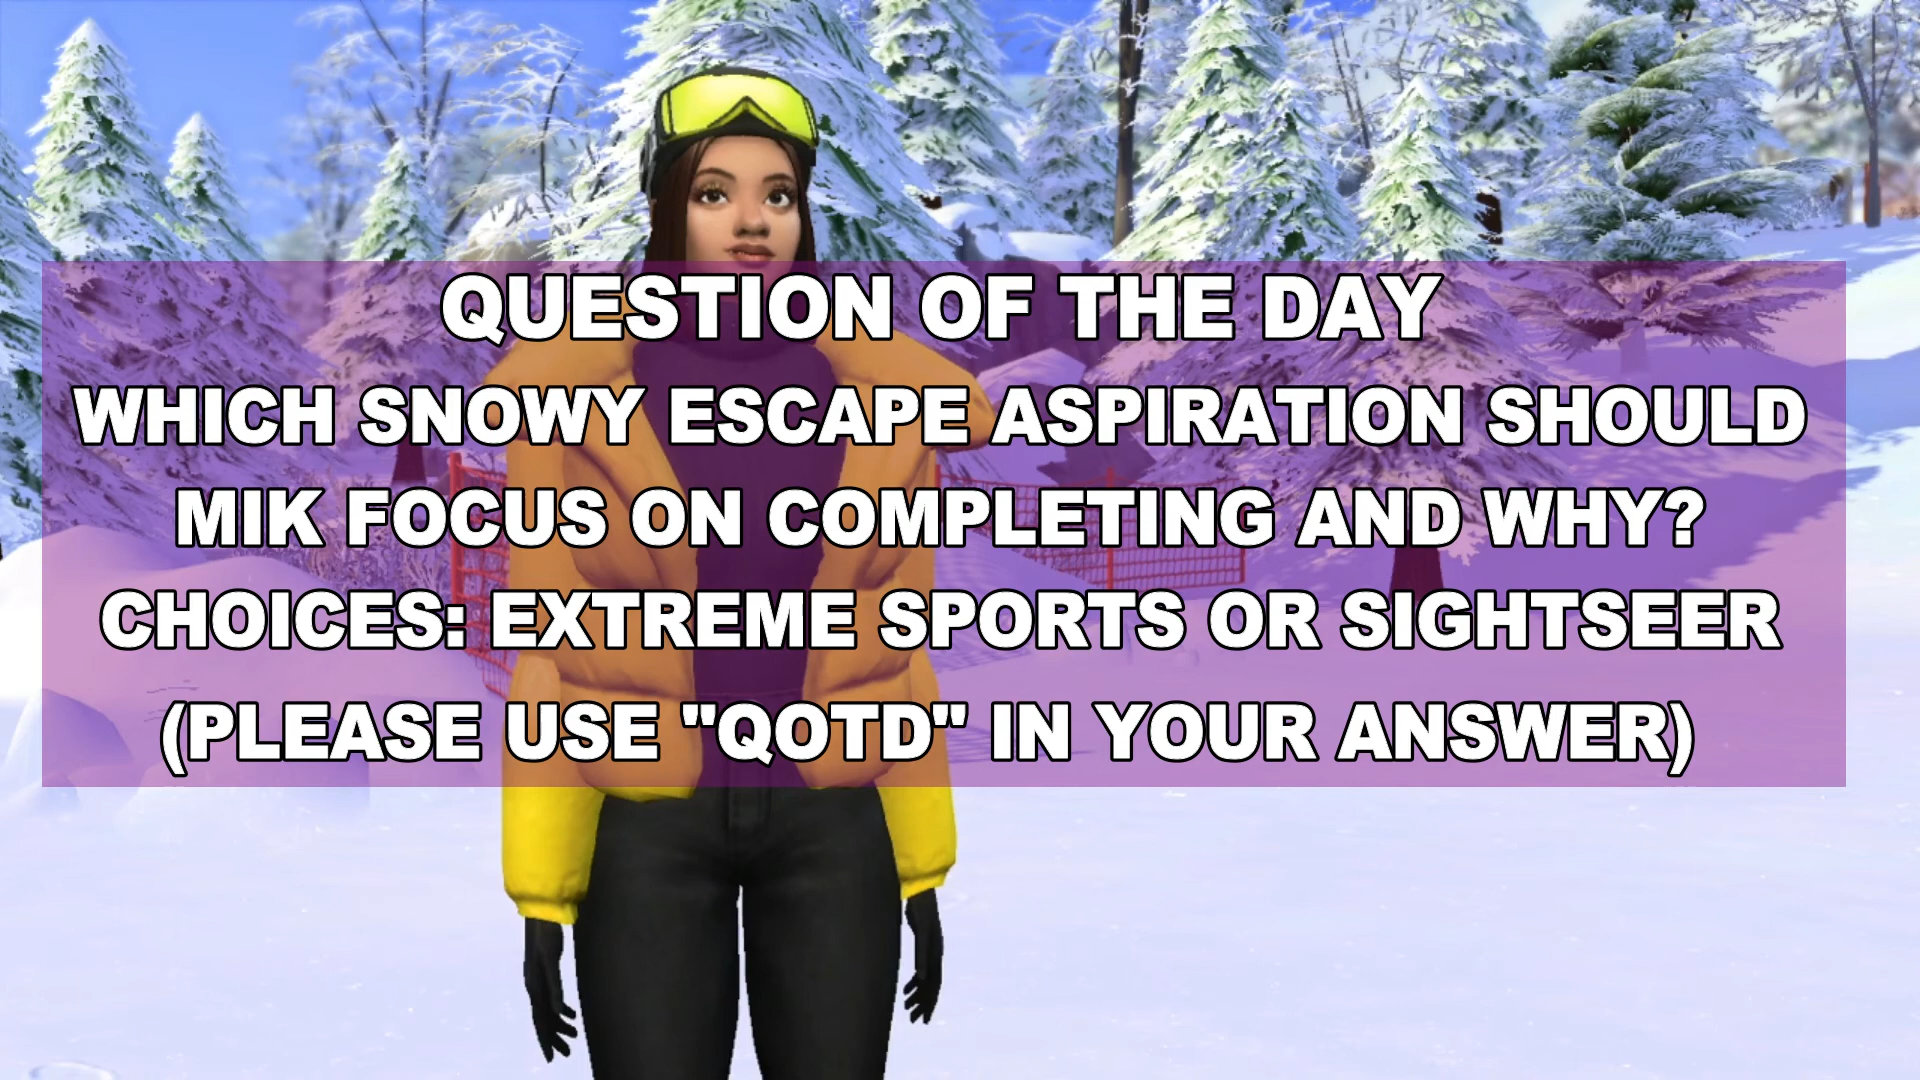 QUESTION OF THE DAY
WHICH SNOWY ESCAPE ASPIRATION SHOULD
MIK FOCUS ON COMPLETING AND WHY?
CHOICES: EXTREME SPORTS OR SIGHTSEER
(PLEASE USE "QOTD" IN YOUR ANSWER)